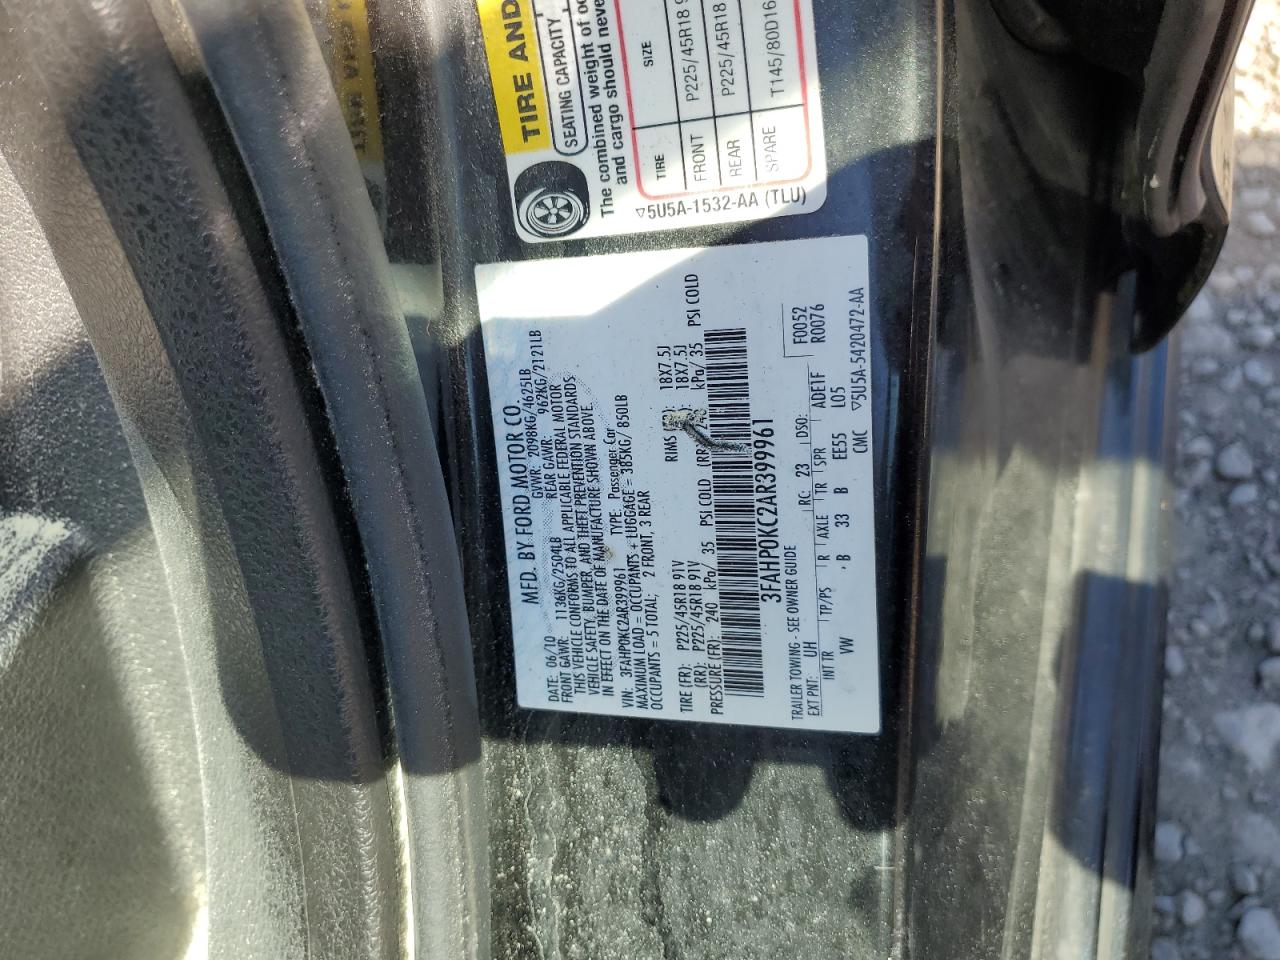 TIRE AND
SEATING CAPACITY
The combined weight of oc
and cargo should neve
TIRE SIZE
FRONT P225/45R18 9
REAR P225/45R18
SPARE T145/80D16
▽5U5A-1532-AA (TLU)
MFD. BY FORD MOTOR CO.
DATE: 06/10 GVWR: 2098KG/4625LB
FRONT GAWR: 1136KG/2504LB REAR GAWR: 962KG/2121LB
THIS VEHICLE CONFORMS TO ALL APPLICABLE FEDERAL MOTOR
VEHICLE SAFETY, BUMPER, AND THEFT PREVENTION STANDARDS
IN EFFECT ON THE DATE OF MANUFACTURE SHOWN ABOVE.
VIN: 3FAHP0KC2AR399961 TYPE: Passenger Car
MAXIMUM LOAD = OCCUPANTS + LUGGAGE = 385KG/ 850LB
OCCUPANTS = 5 TOTAL; 2 FRONT, 3 REAR
TIRE (FR): P225/45R18 91V RIMS 18X7.5J
(RR): P225/45R18 91V 18X7.5J
PRESSURE (FR): 240 kPa/ 35 PSI COLD (RR): 240 kPa/ 35 PSI COLD
3FAHP0KC2AR399961
TRAILER TOWING - SEE OWNER GUIDE
F0052
R0076
EXT PNT: UH RC: 23 DSO:
INT TR TP/PS R AXLE TR SPR ADE1F
VW B 33 B EE55 L05
CMC ▽5U5A-5420472-AA